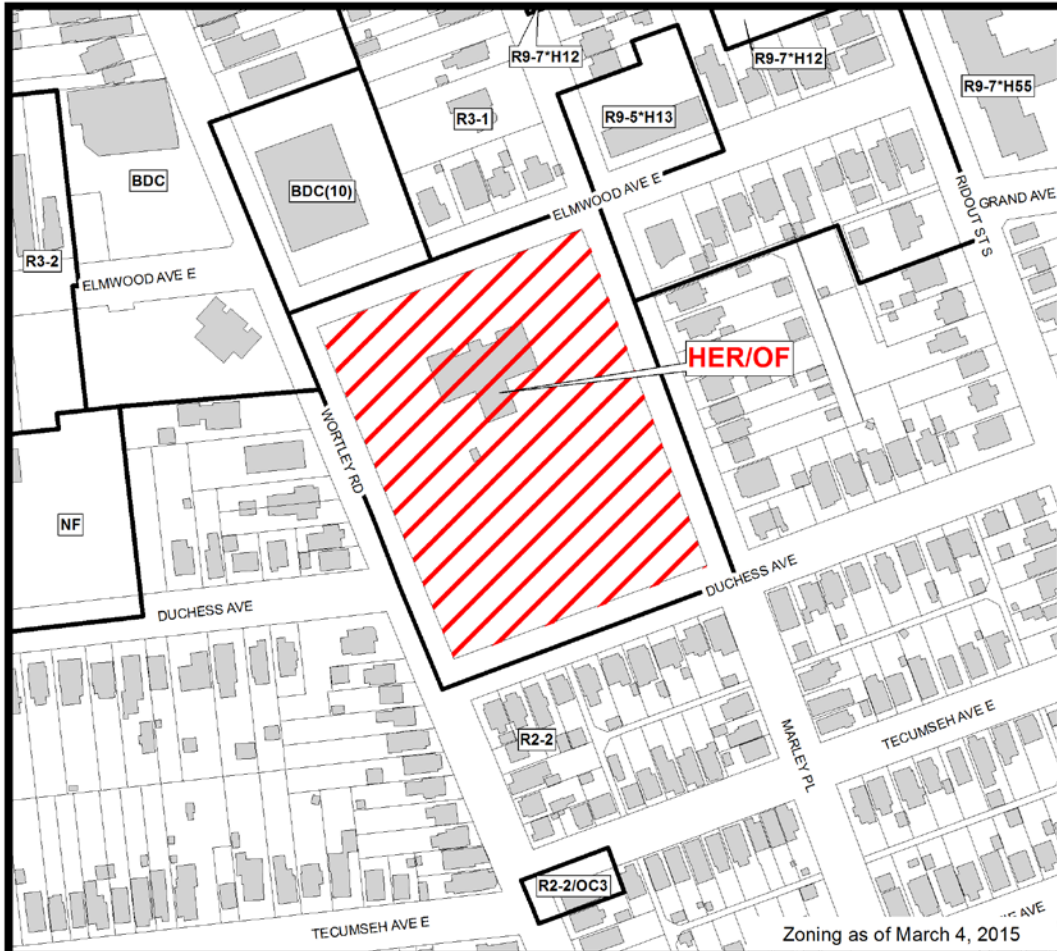 R9-7*H12
R9-7*H12
R9-7*H55
R3-1
R9-5*H13
BDC
BDC(10)
ELMWOOD AVE E
RIDOUT ST S
GRAND AVE
R3-2
ELMWOOD AVE E
HER/OF
WORTLEY RD
NF
DUCHESS AVE
DUCHESS AVE
R2-2
MARLEY PL
TECUMSEH AVE E
R2-2/OC3
TECUMSEH AVE E
AVE E
Zoning as of March 4, 2015